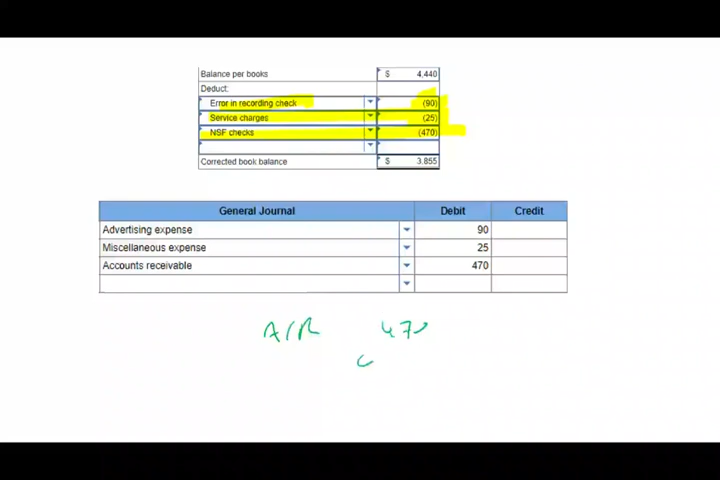 Balance per books $ 4,440
Deduct:
Error in recording check (90)
Service charges (25)
NSF checks (470)
Corrected book balance $ 3,855
General Journal Debit Credit
Advertising expense 90
Miscellaneous expense 25
Accounts receivable 470
A/R 470
C